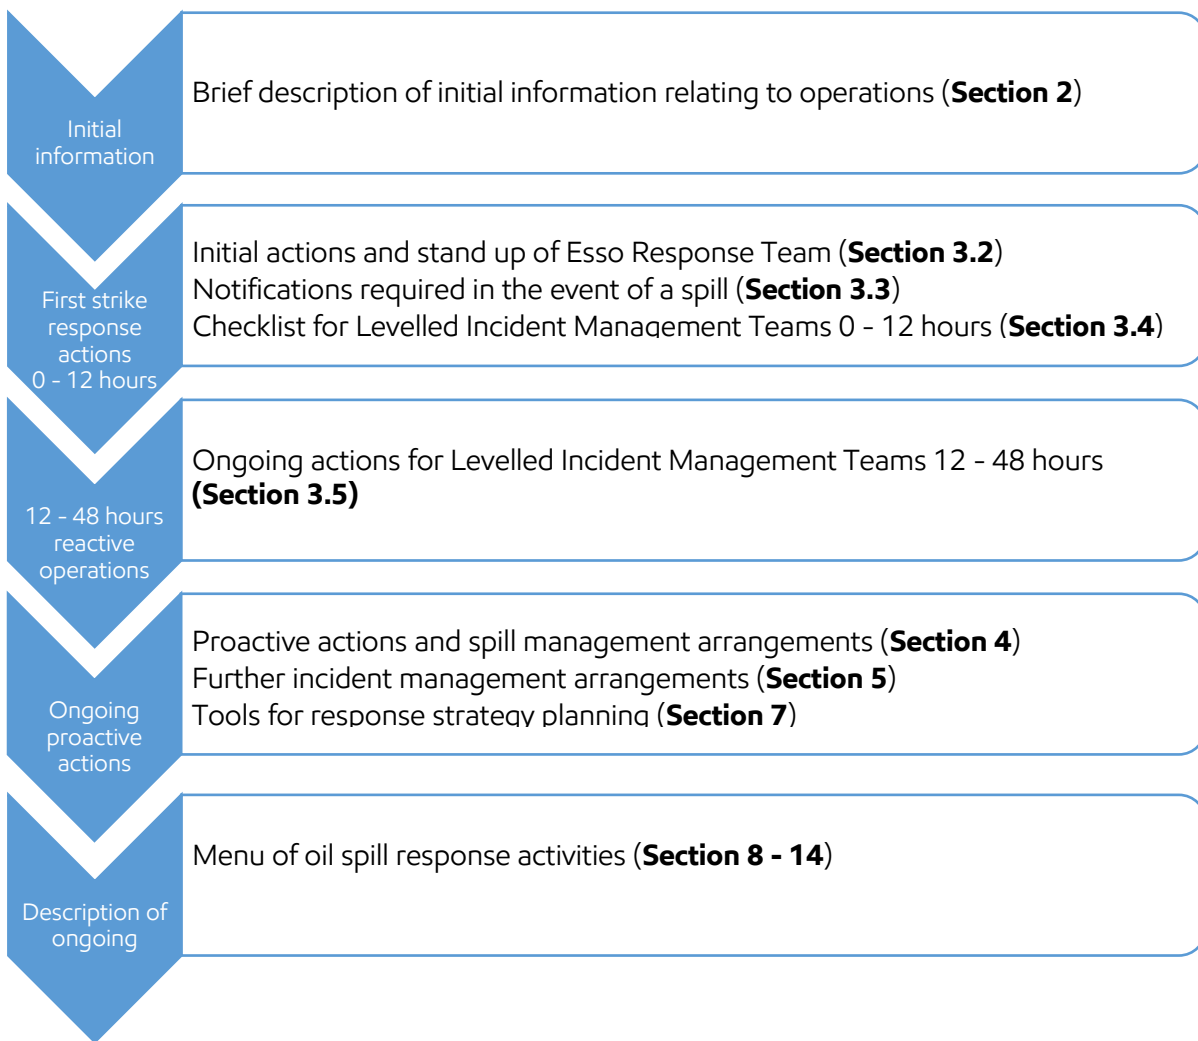 Initial
information
Brief description of initial information relating to operations (Section 2)
First strike
response
actions
0 - 12 hours
Initial actions and stand up of Esso Response Team (Section 3.2)
Notifications required in the event of a spill (Section 3.3)
Checklist for Levelled Incident Management Teams 0 - 12 hours (Section 3.4)
12 - 48 hours
reactive
operations
Ongoing actions for Levelled Incident Management Teams 12 - 48 hours
(Section 3.5)
Ongoing
proactive
actions
Proactive actions and spill management arrangements (Section 4)
Further incident management arrangements (Section 5)
Tools for response strategy planning (Section 7)
Description of
ongoing
Menu of oil spill response activities (Section 8 - 14)